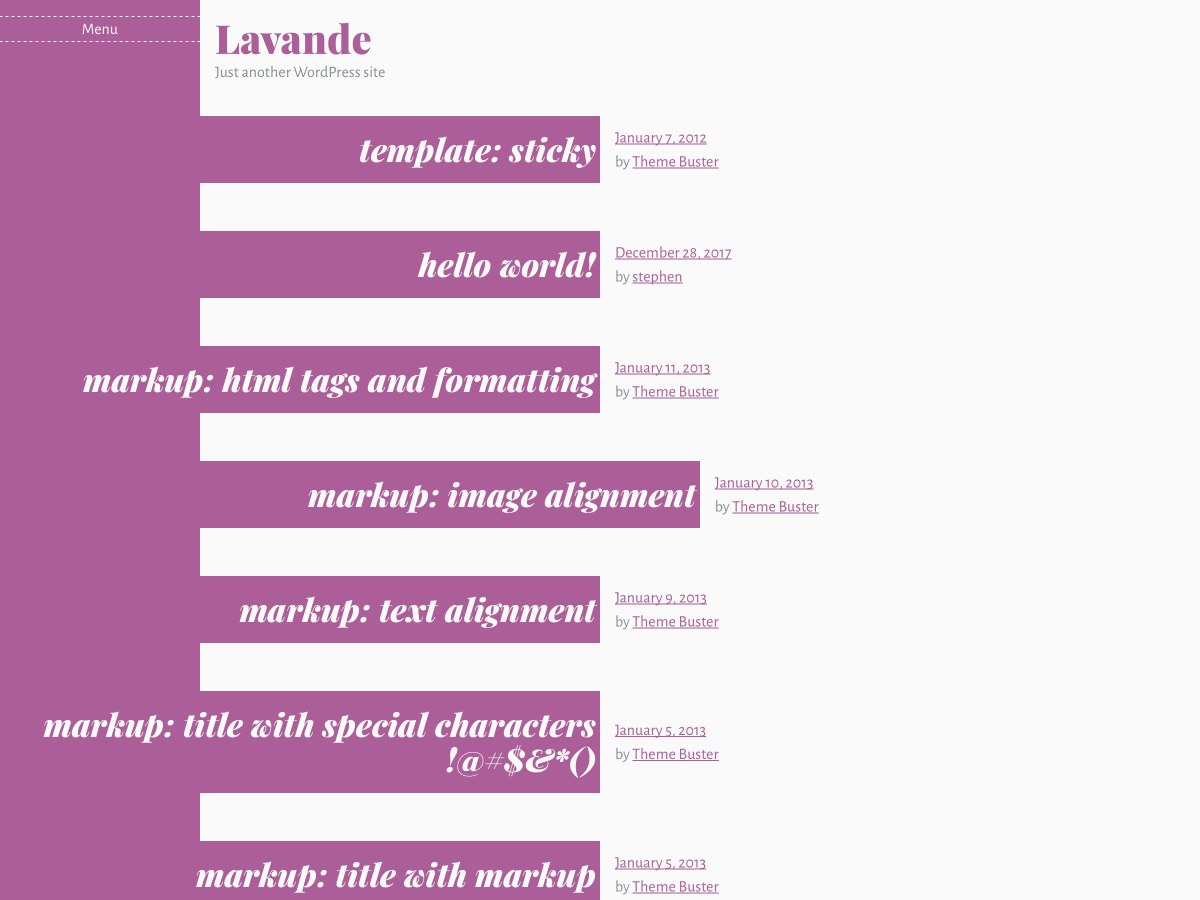 Menu
Lavande
Just another WordPress site
template: sticky
January 7, 2012
by Theme Buster
hello world!
December 28, 2017
by stephen
markup: html tags and formatting
January 11, 2013
by Theme Buster
markup: image alignment
January 10, 2013
by Theme Buster
markup: text alignment
January 9, 2013
by Theme Buster
markup: title with special characters
!@#$&*()
January 5, 2013
by Theme Buster
markup: title with markup
January 5, 2013
by Theme Buster